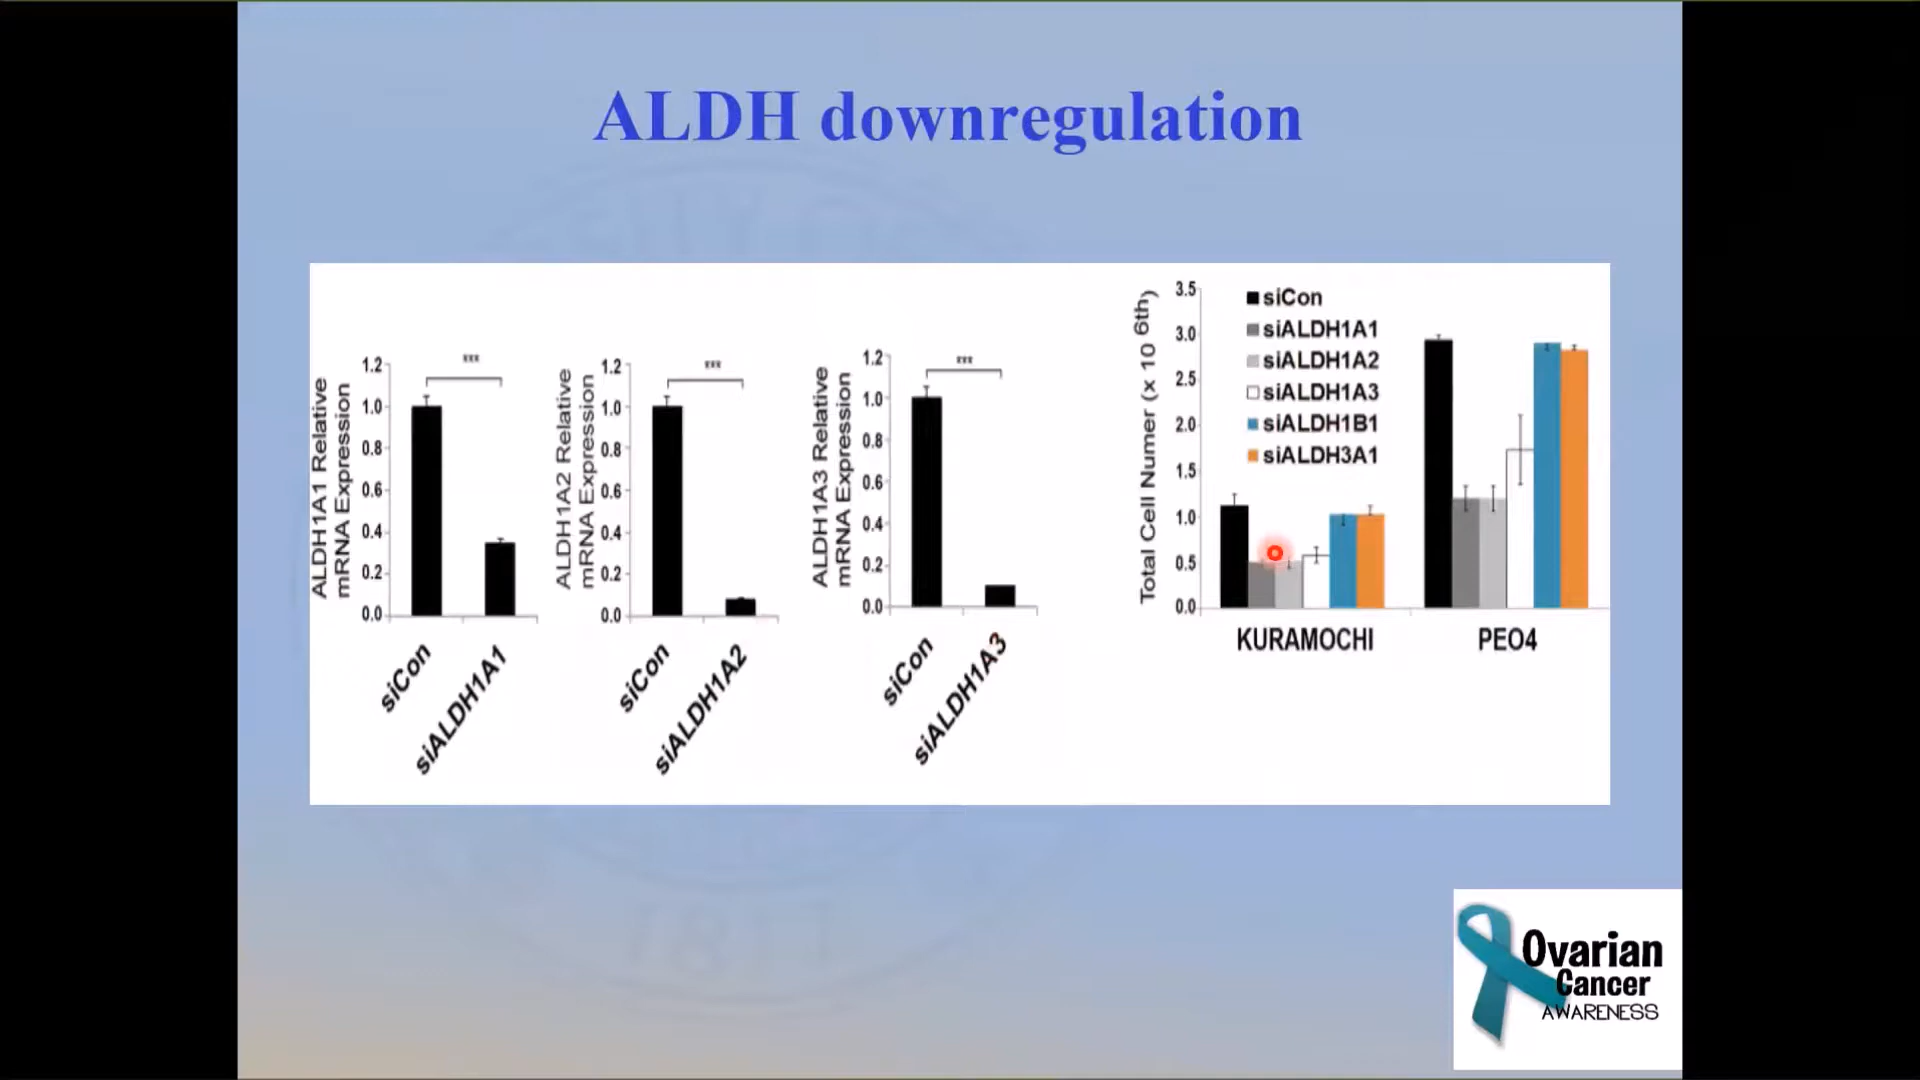 ALDH downregulation
ALDH1A1 Relative
mRNA Expression
1.2
1.0
0.8
0.6
0.4
0.2
0.0
***
siCon
siALDH1A1
ALDH1A2 Relative
mRNA Expression
1.2
1.0
0.8
0.6
0.4
0.2
0.0
***
siCon
siALDH1A2
ALDH1A3 Relative
mRNA Expression
1.2
1.0
0.8
0.6
0.4
0.2
0.0
***
siCon
siALDH1A3
Total Cell Numer (x 10 6th)
3.5
3.0
2.5
2.0
1.5
1.0
0.5
0.0
siCon
siALDH1A1
siALDH1A2
siALDH1A3
siALDH1B1
siALDH3A1
KURAMOCHI
PEO4
1817
Ovarian
Cancer
AWARENESS